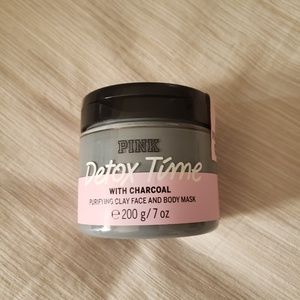 PINK
Detox Time
WITH CHARCOAL
PURIFYING CLAY FACE AND BODY MASK
℮ 200 g/7 oz